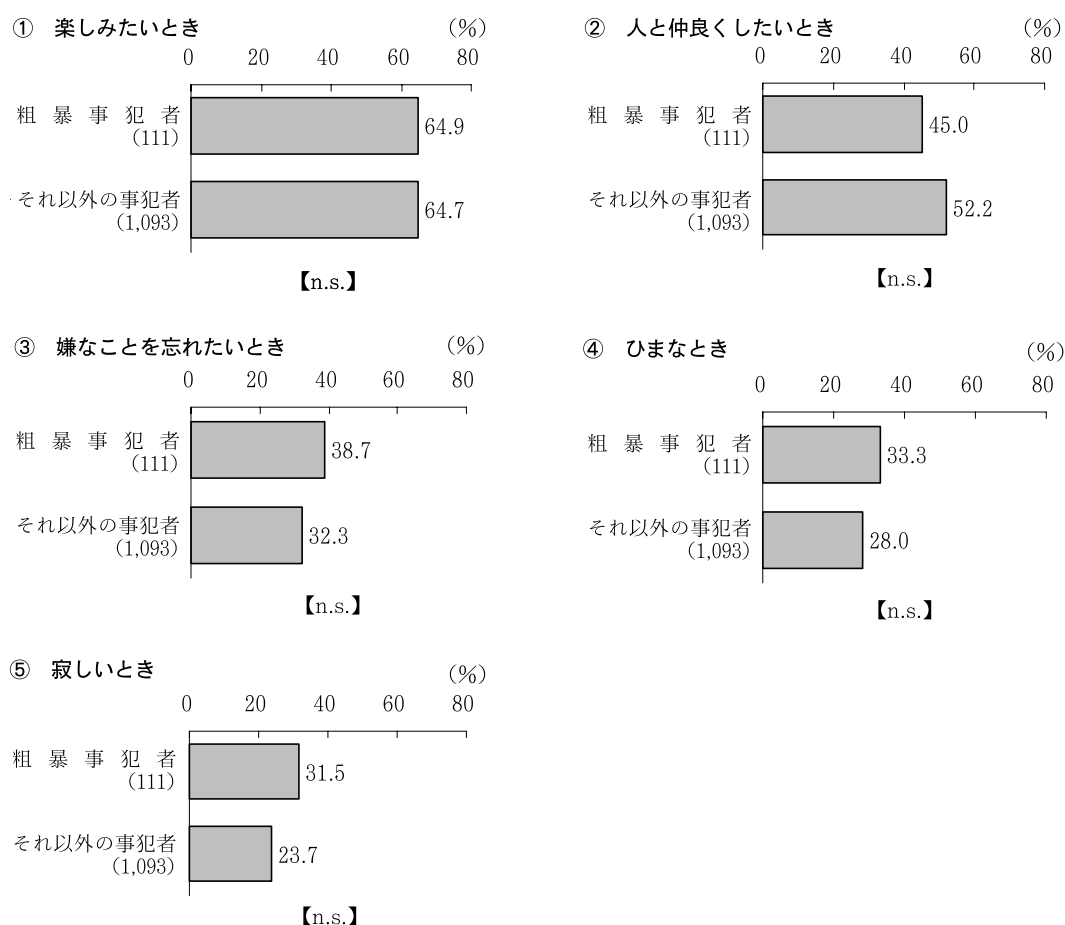 ① 楽しみたいとき
(%)
0 20 40 60 80
粗暴事犯者
(111)
64.9
それ以外の事犯者
(1,093)
64.7
【n.s.】
② 人と仲良くしたいとき
(%)
0 20 40 60 80
粗暴事犯者
(111)
45.0
それ以外の事犯者
(1,093)
52.2
【n.s.】
③ 嫌なことを忘れたいとき
(%)
0 20 40 60 80
粗暴事犯者
(111)
38.7
それ以外の事犯者
(1,093)
32.3
【n.s.】
④ ひまなとき
(%)
0 20 40 60 80
粗暴事犯者
(111)
33.3
それ以外の事犯者
(1,093)
28.0
【n.s.】
⑤ 寂しいとき
(%)
0 20 40 60 80
粗暴事犯者
(111)
31.5
それ以外の事犯者
(1,093)
23.7
【n.s.】